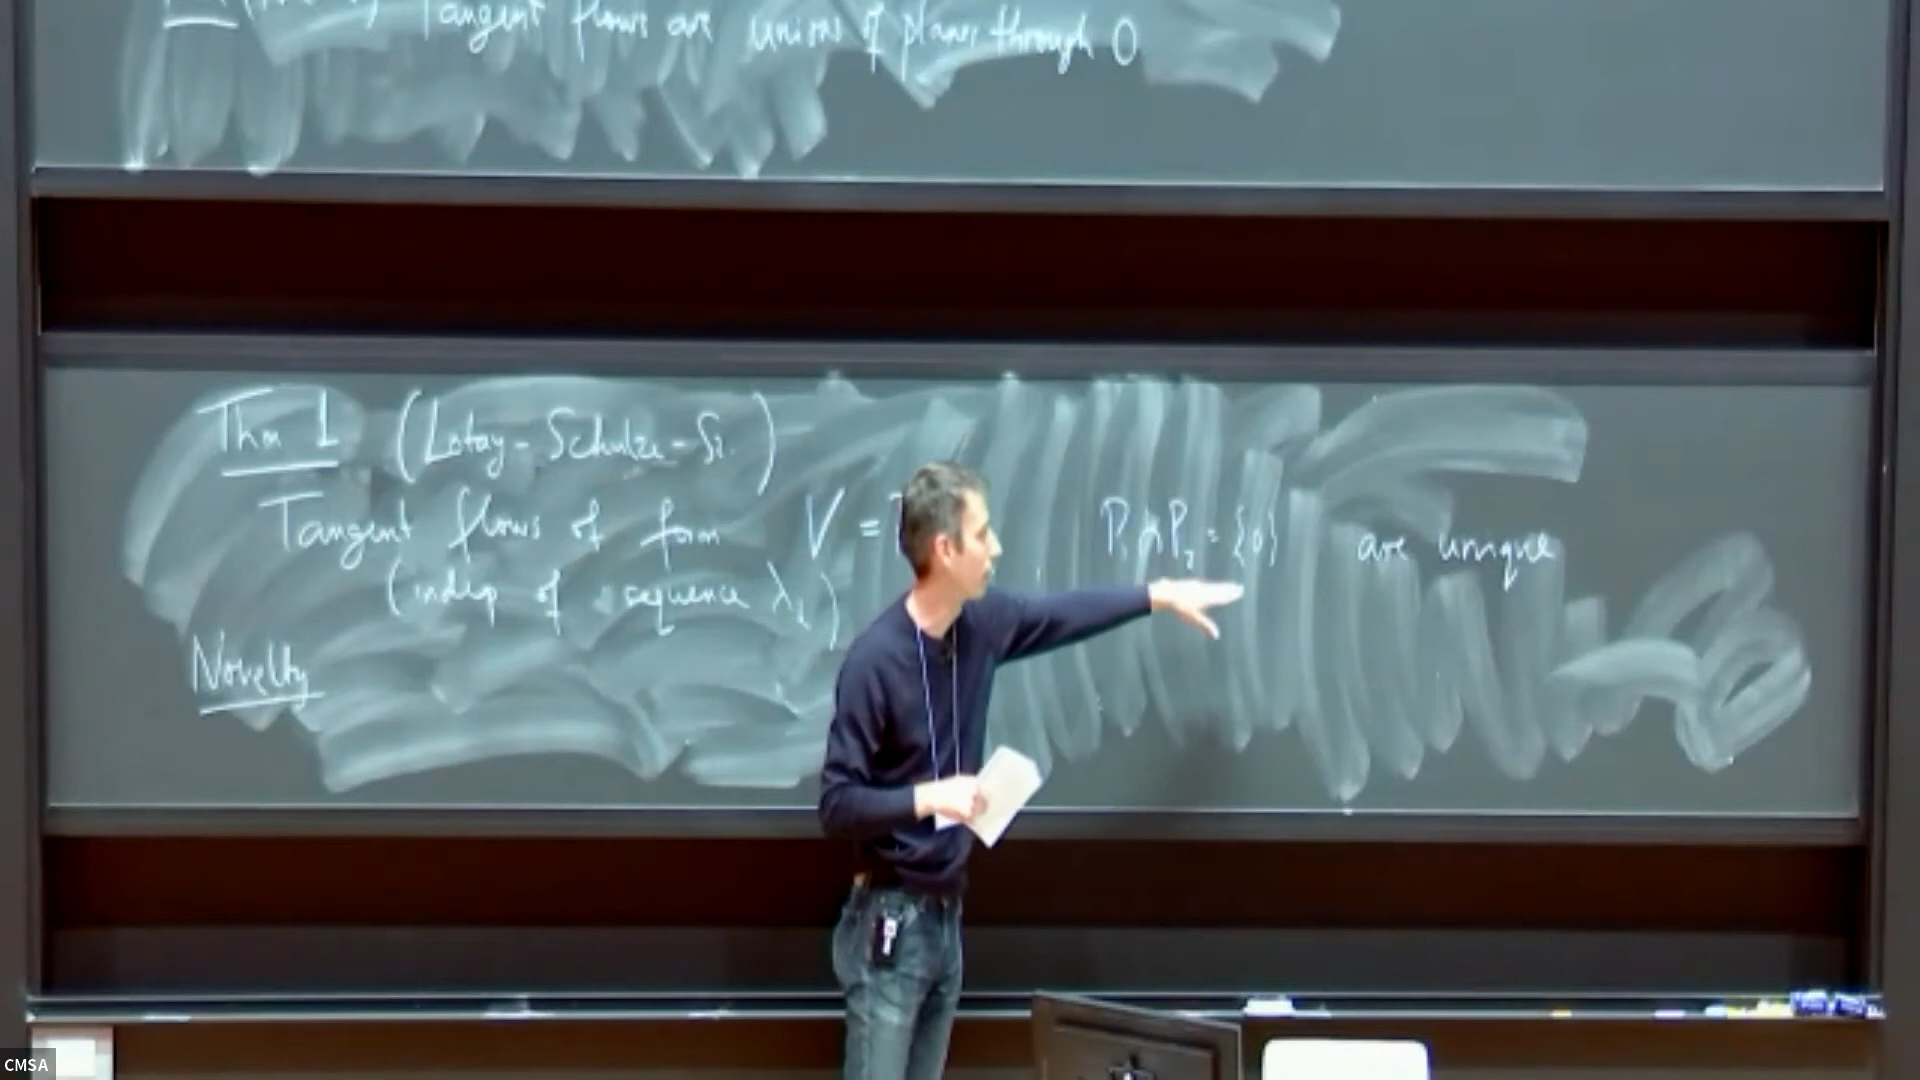 Tangent flows are unions of planes through 0
Thm 1 (Lotay-Schulze-Sz.)
Tangent flows of form V = P₁∩P₂={0} are unique
(indep of sequence λᵢ)
Novelty
CMSA